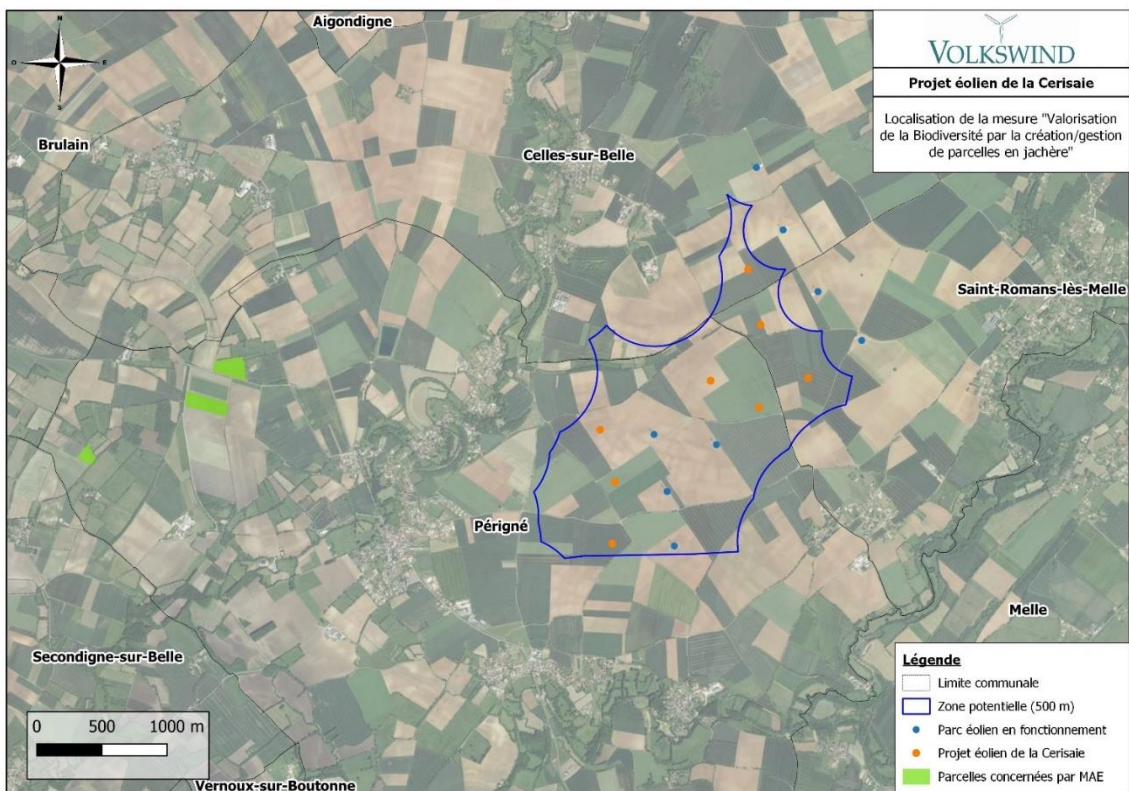 Aigondigne
VOLKSWIND
Projet éolien de la Cerisaie
Localisation de la mesure "Valorisation
de la Biodiversité par la création/gestion
de parcelles en jachère"
N
O
E
S
Brulain
Celles-sur-Belle
Saint-Romans-lès-Melle
Périgné
Melle
Secondigne-sur-Belle
Vernoux-sur-Boutonne
0 500 1000 m
Légende
Limite communale
Zone potentielle (500 m)
Parc éolien en fonctionnement
Projet éolien de la Cerisaie
Parcelles concernées par MAE